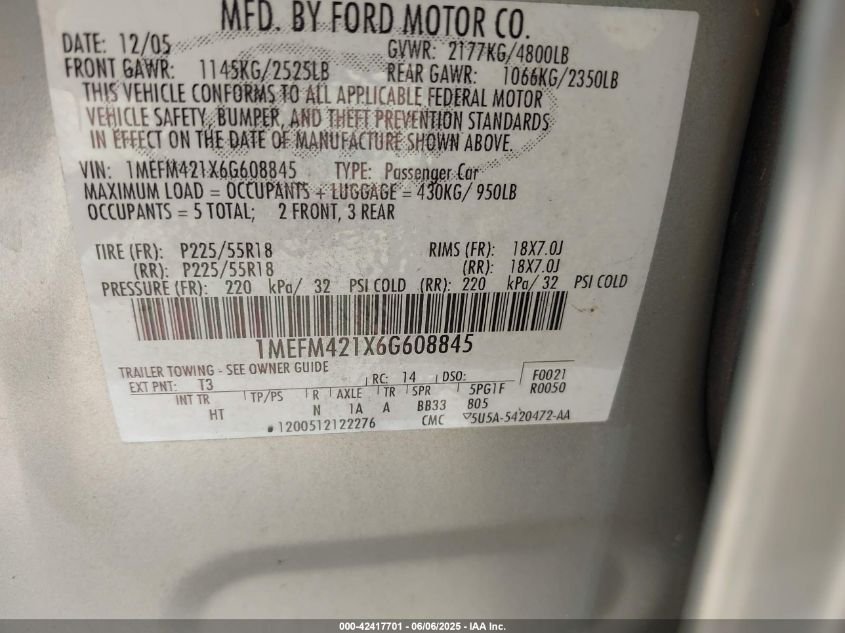 MFD. BY FORD MOTOR CO.
DATE: 12/05 GVWR: 2177KG/4800LB
FRONT GAWR: 1145KG/2525LB REAR GAWR: 1066KG/2350LB
THIS VEHICLE CONFORMS TO ALL APPLICABLE FEDERAL MOTOR
VEHICLE SAFETY, BUMPER, AND THEFT PREVENTION STANDARDS
IN EFFECT ON THE DATE OF MANUFACTURE SHOWN ABOVE.
VIN: 1MEFM421X6G608845 TYPE: Passenger Car
MAXIMUM LOAD = OCCUPANTS + LUGGAGE = 430KG/ 950LB
OCCUPANTS = 5 TOTAL; 2 FRONT, 3 REAR
TIRE (FR): P225/55R18 RIMS (FR): 18X7.0J
(RR): P225/55R18 (RR): 18X7.0J
PRESSURE (FR): 220 kPa/ 32 PSI COLD (RR): 220 kPa/ 32 PSI COLD
1MEFM421X6G608845
TRAILER TOWING - SEE OWNER GUIDE
EXT PNT: T3 RC: 14 DSO: F0021
INT TR TP/PS R AXLE TR SPR 5PG1F R0050
HT N 1A A BB33 805
1200512122276 CMC 5U5A-5420472-AA
000-42417701 - 06/06/2025 - IAA Inc.